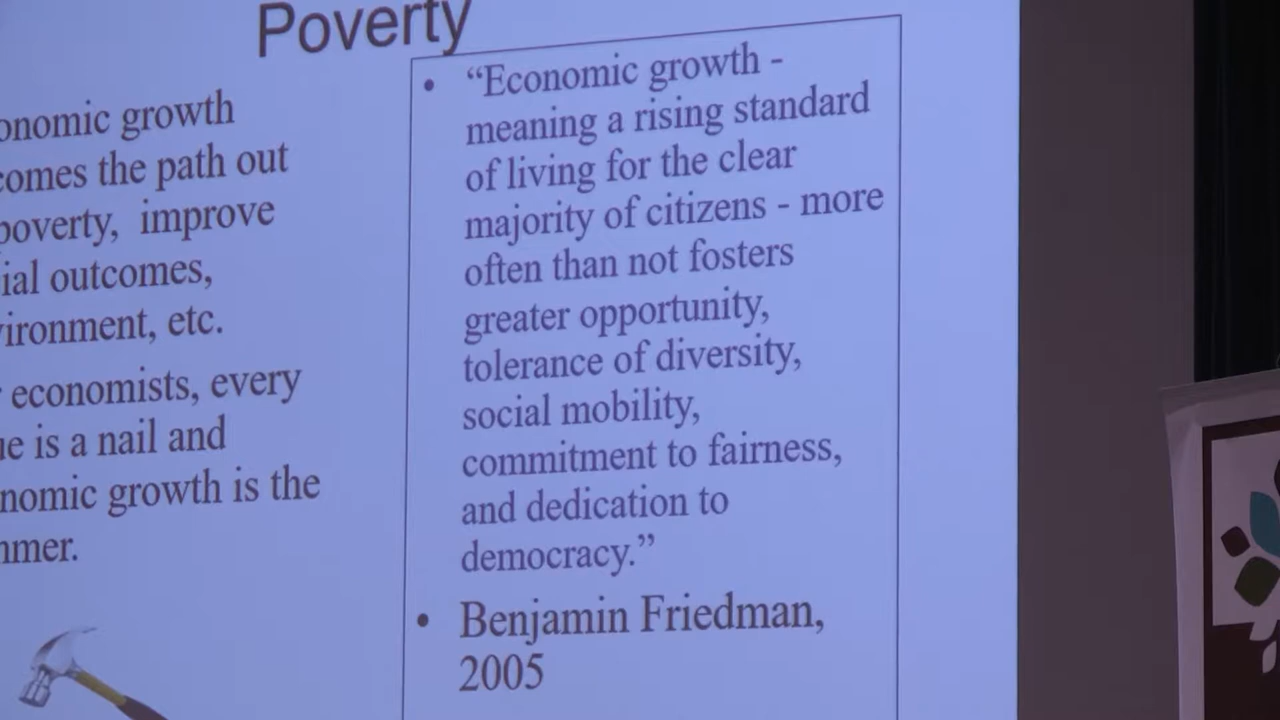 Poverty
onomic growth
comes the path out
poverty, improve
ial outcomes,
ironment, etc.
economists, every
ue is a nail and
nomic growth is the
mmer.
• “Economic growth -
meaning a rising standard
of living for the clear
majority of citizens - more
often than not fosters
greater opportunity,
tolerance of diversity,
social mobility,
commitment to fairness,
and dedication to
democracy.”
• Benjamin Friedman,
2005